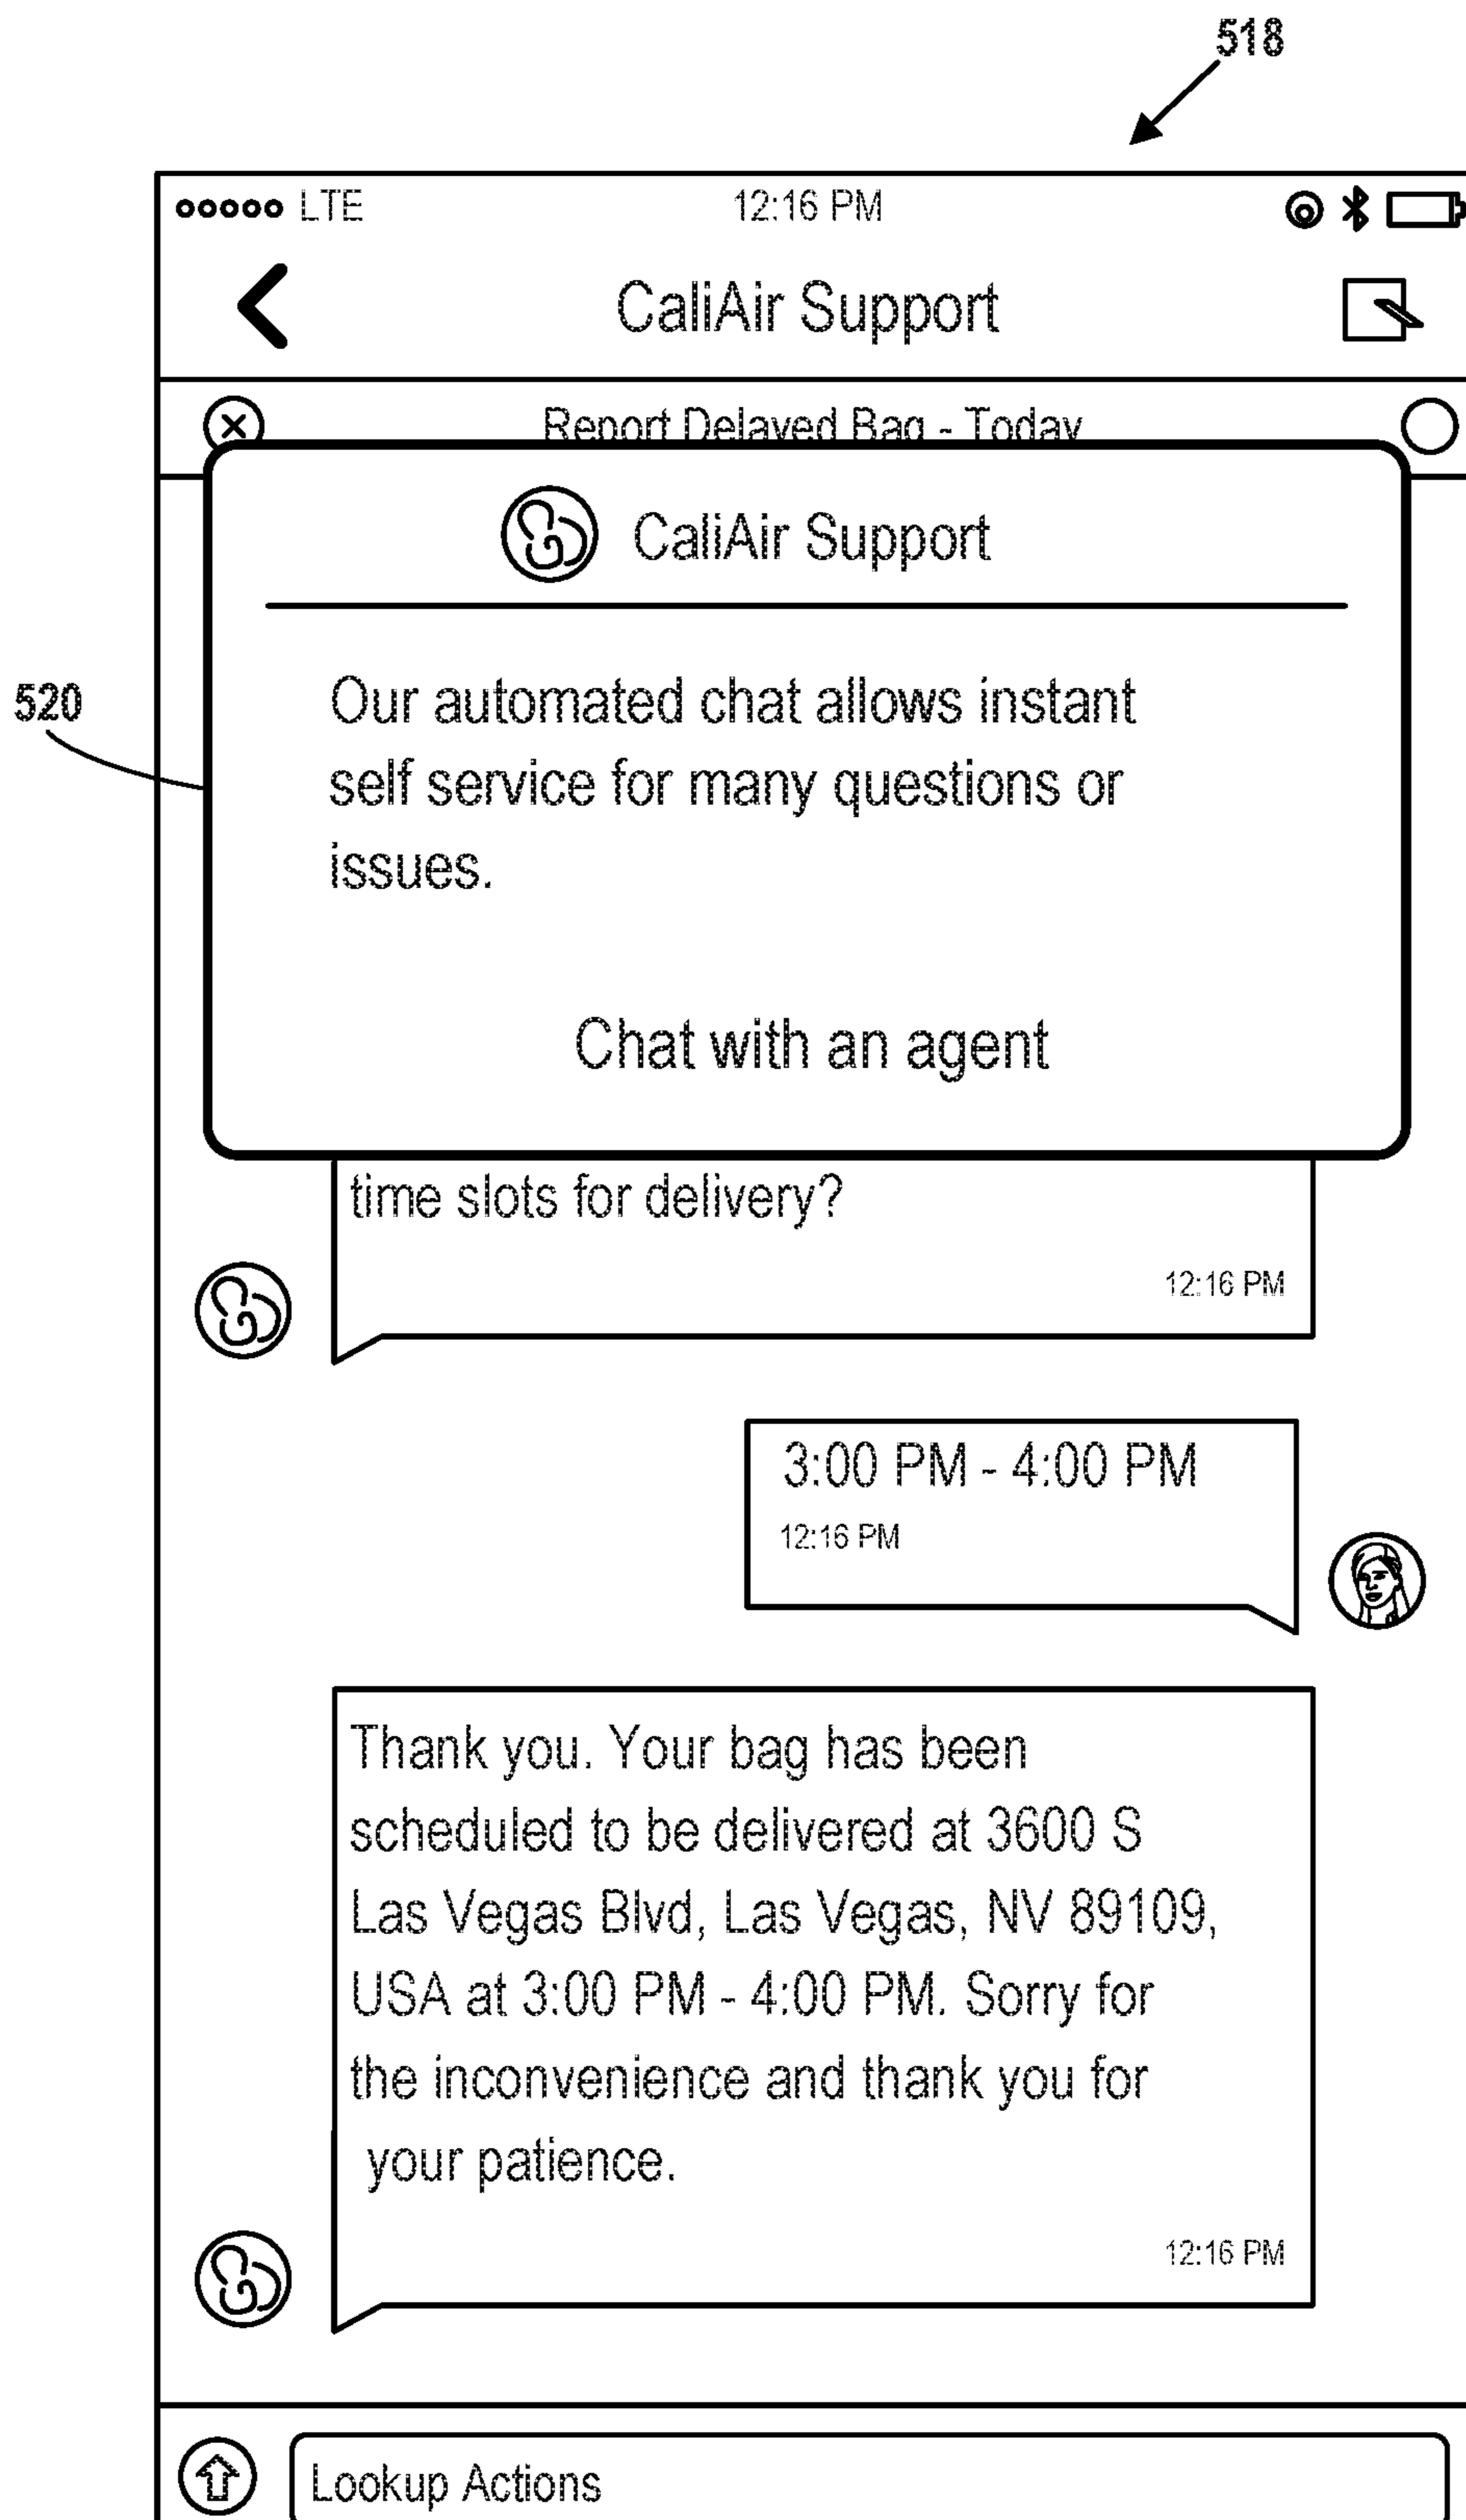 518
LTE 12:16 PM
CaliAir Support
Report Delayed Bag - Today
CaliAir Support
520
Our automated chat allows instant
self service for many questions or
issues.
Chat with an agent
time slots for delivery?
12:16 PM
3:00 PM - 4:00 PM
12:16 PM
Thank you. Your bag has been
scheduled to be delivered at 3600 S
Las Vegas Blvd, Las Vegas, NV 89109,
USA at 3:00 PM - 4:00 PM. Sorry for
the inconvenience and thank you for
your patience.
12:16 PM
Lookup Actions